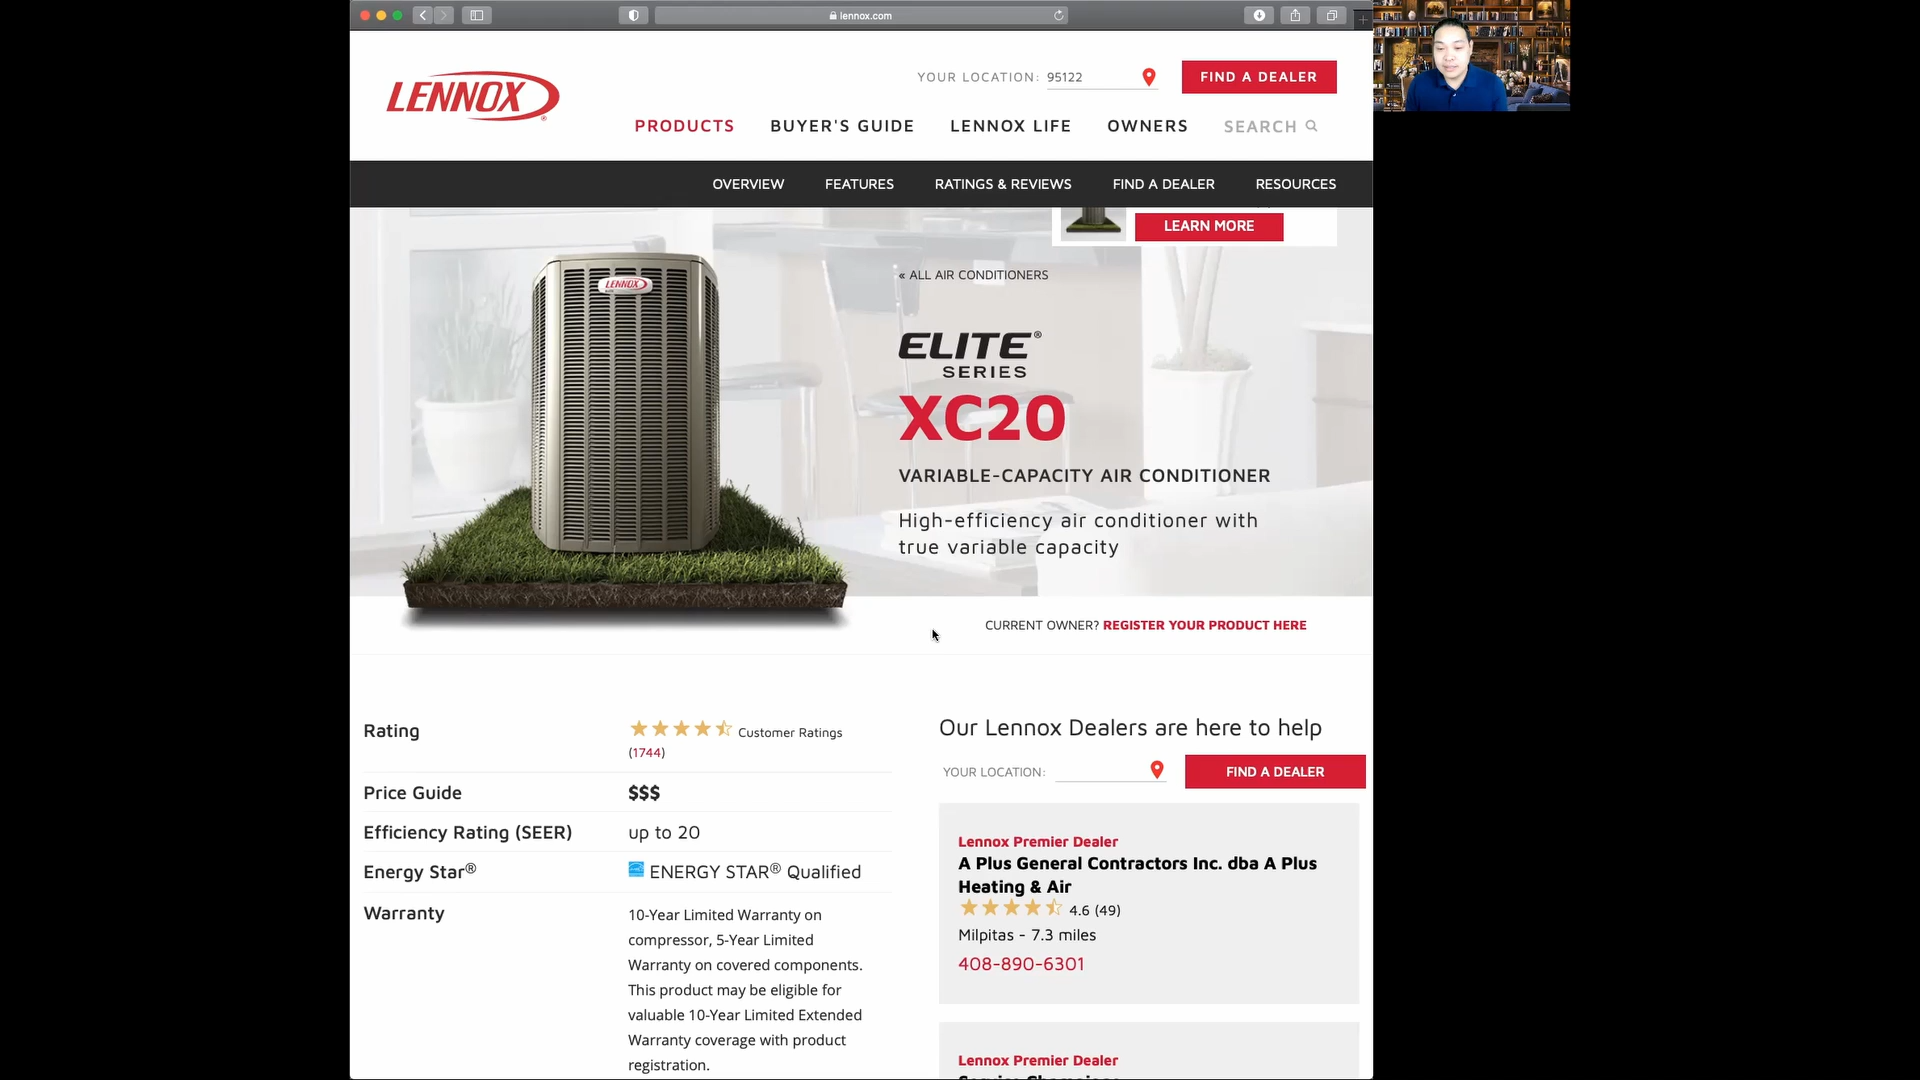 lennox.com
LENNOX
YOUR LOCATION: 95122
FIND A DEALER
PRODUCTS BUYER'S GUIDE LENNOX LIFE OWNERS SEARCH
OVERVIEW FEATURES RATINGS & REVIEWS FIND A DEALER RESOURCES
LEARN MORE
LENNOX
« ALL AIR CONDITIONERS
ELITE®
SERIES
XC20
VARIABLE-CAPACITY AIR CONDITIONER
High-efficiency air conditioner with
true variable capacity
CURRENT OWNER? REGISTER YOUR PRODUCT HERE
Rating Customer Ratings
(1744)
Price Guide $$$
Efficiency Rating (SEER) up to 20
Energy Star® ENERGY STAR® Qualified
Warranty 10-Year Limited Warranty on
compressor, 5-Year Limited
Warranty on covered components.
This product may be eligible for
valuable 10-Year Limited Extended
Warranty coverage with product
registration.
Our Lennox Dealers are here to help
YOUR LOCATION:
FIND A DEALER
Lennox Premier Dealer
A Plus General Contractors Inc. dba A Plus
Heating & Air
4.6 (49)
Milpitas - 7.3 miles
408-890-6301
Lennox Premier Dealer